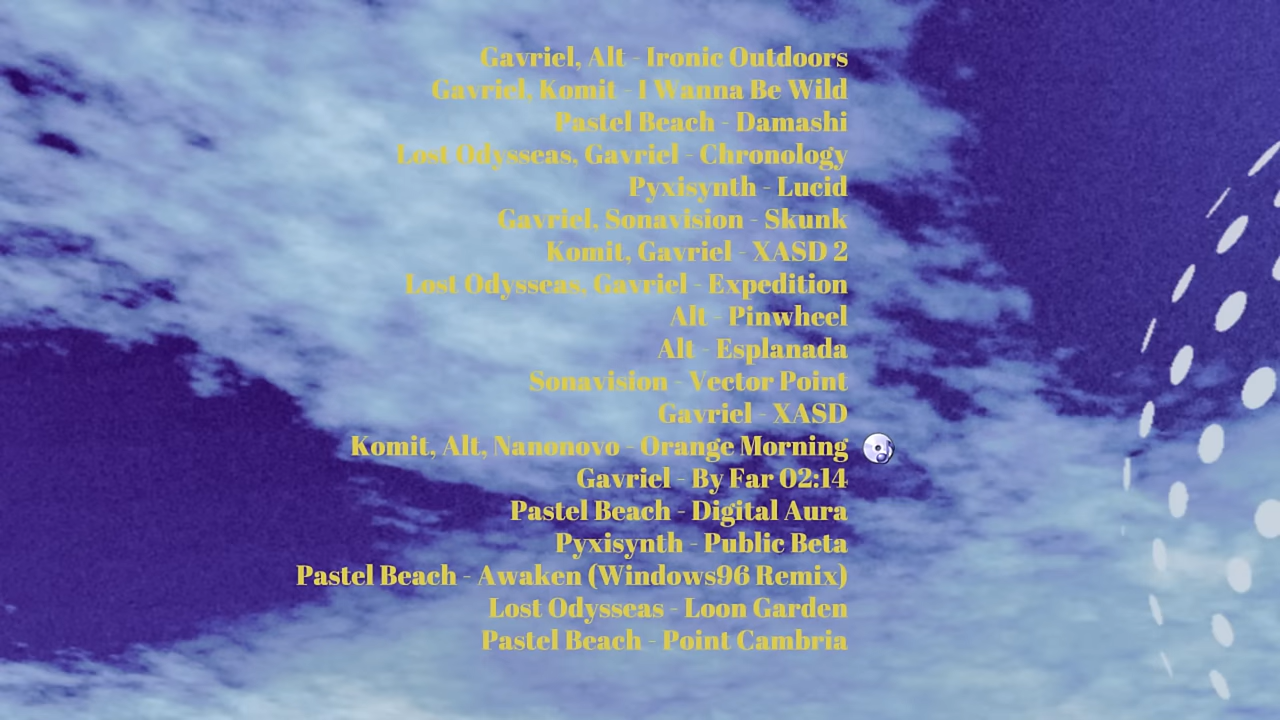 Gavriel, Alt - Ironic Outdoors
Gavriel, Komit - I Wanna Be Wild
Pastel Beach - Damashi
Lost Odysseas, Gavriel - Chronology
Pyxisynth - Lucid
Gavriel, Sonavision - Skunk
Komit, Gavriel - XASD 2
Lost Odysseas, Gavriel - Expedition
Alt - Pinwheel
Alt - Esplanada
Sonavision - Vector Point
Gavriel - XASD
Komit, Alt, Nanonovo - Orange Morning
Gavriel - By Far 02:14
Pastel Beach - Digital Aura
Pyxisynth - Public Beta
Pastel Beach - Awaken (Windows96 Remix)
Lost Odysseas - Loon Garden
Pastel Beach - Point Cambria